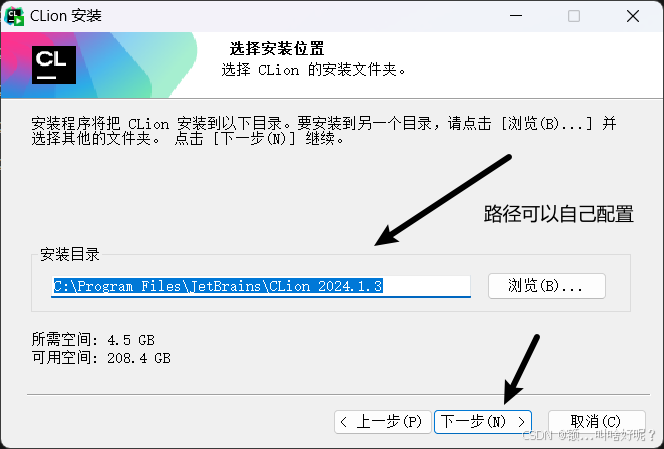 CLion 安装
CL
选择安装位置
选择 CLion 的安装文件夹。
安装程序将把 CLion 安装到以下目录。要安装到另一个目录，请点击 [浏览(B)...] 并
选择其他的文件夹。 点击 [下一步(N)] 继续。
路径可以自己配置
安装目录
C:\Program Files\JetBrains\CLion 2024.1.3
浏览(B)...
所需空间: 4.5 GB
可用空间: 208.4 GB
< 上一步(P)
下一步(N) >
取消(C)
CSDN @额...叫啥好呢？